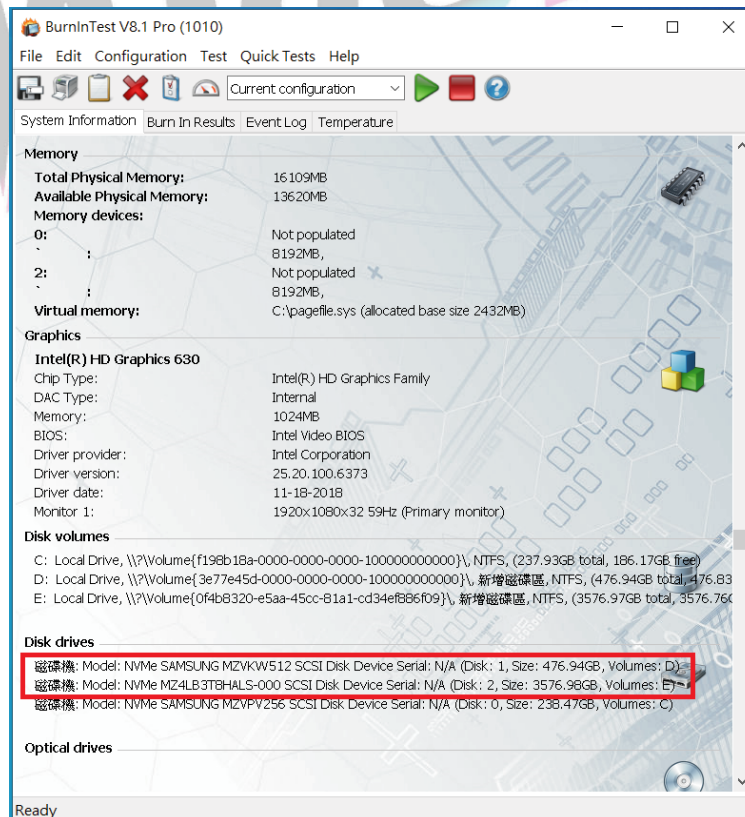 BurnInTest V8.1 Pro (1010)
File Edit Configuration Test Quick Tests Help
Current configuration
System Information Burn In Results Event Log Temperature
Memory
Total Physical Memory: 16109MB
Available Physical Memory: 13620MB
Memory devices:
0: Not populated
` : 8192MB,
2: Not populated
` : 8192MB,
Virtual memory: C:\pagefile.sys (allocated base size 2432MB)
Graphics
Intel(R) HD Graphics 630
Chip Type: Intel(R) HD Graphics Family
DAC Type: Internal
Memory: 1024MB
BIOS: Intel Video BIOS
Driver provider: Intel Corporation
Driver version: 25.20.100.6373
Driver date: 11-18-2018
Monitor 1: 1920x1080x32 59Hz (Primary monitor)
Disk volumes
C: Local Drive, \\?\Volume{f198b18a-0000-0000-0000-100000000000}\, NTFS, (237.93GB total, 186.17GB free)
D: Local Drive, \\?\Volume{3e77e45d-0000-0000-0000-100000000000}\, 新增磁碟區, NTFS, (476.94GB total, 476.83
E: Local Drive, \\?\Volume{0f4b8320-e5aa-45cc-81a1-cd34ef886f09}\, 新增磁碟區, NTFS, (3576.97GB total, 3576.76G
Disk drives
磁碟機: Model: NVMe SAMSUNG MZVKW512 SCSI Disk Device Serial: N/A (Disk: 1, Size: 476.94GB, Volumes: D)
磁碟機: Model: NVMe MZ4LB3T8HALS-000 SCSI Disk Device Serial: N/A (Disk: 2, Size: 3576.98GB, Volumes: E)
磁碟機: Model: NVMe SAMSUNG MZVPV256 SCSI Disk Device Serial: N/A (Disk: 0, Size: 238.47GB, Volumes: C)
Optical drives
Ready